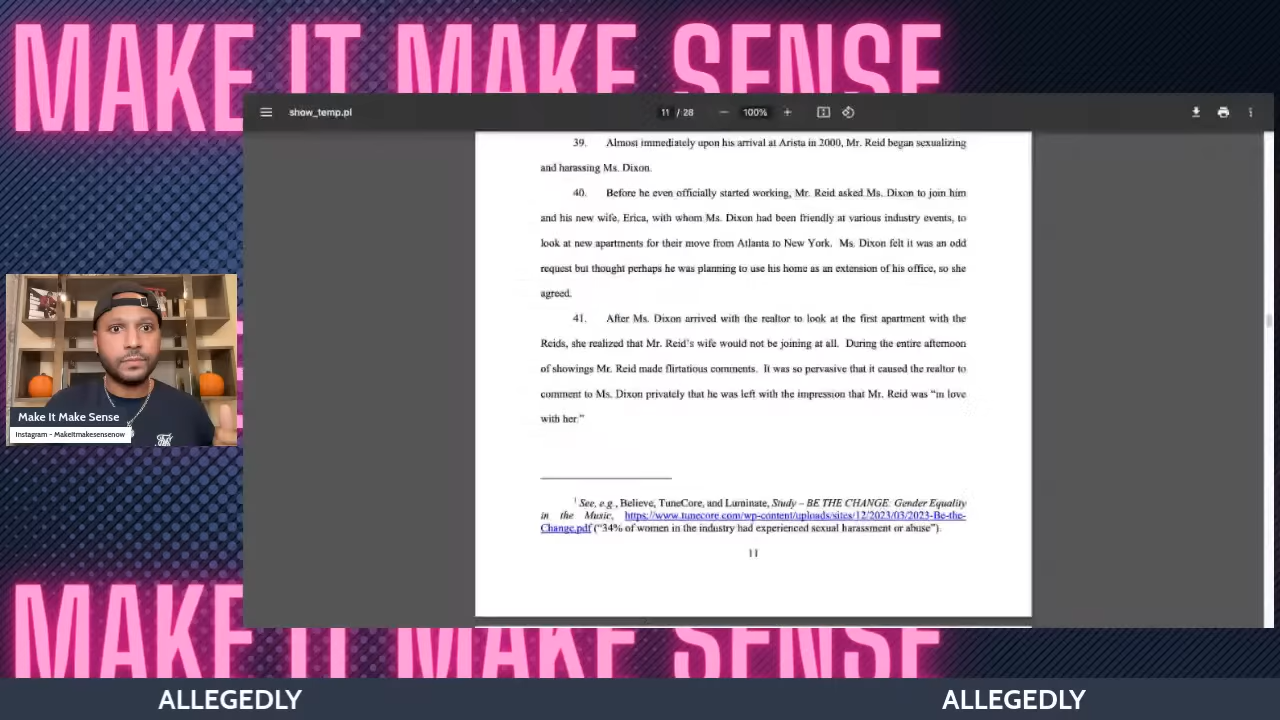 MAKE IT MAKE SENSE
show_temp.pl
11 / 28
100%
39. Almost immediately upon his arrival at Arista in 2000, Mr. Reid began sexualizing
and harassing Ms. Dixon.
40. Before he even officially started working, Mr. Reid asked Ms. Dixon to join him
and his new wife, Erica, with whom Ms. Dixon had been friendly at various industry events, to
look at new apartments for their move from Atlanta to New York. Ms. Dixon felt it was an odd
request but thought perhaps he was planning to use his home as an extension of his office, so she
agreed.
41. After Ms. Dixon arrived with the realtor to look at the first apartment with the
Reids, she realized that Mr. Reid's wife would not be joining at all. During the entire afternoon
of showings Mr. Reid made flirtatious comments. It was so pervasive that it caused the realtor to
comment to Ms. Dixon privately that he was left with the impression that Mr. Reid was "in love
with her."
1 See, e.g., Believe, TuneCore, and Luminate, Study – BE THE CHANGE: Gender Equality
in the Music, https://www.tunecore.com/wp-content/uploads/sites/12/2023/03/2023-Be-the-
Change.pdf ("34% of women in the industry had experienced sexual harassment or abuse").
11
Make It Make Sense
Instagram - Makeitmakesensenow
MAKE IT MAKE SENSE
ALLEGEDLY
ALLEGEDLY